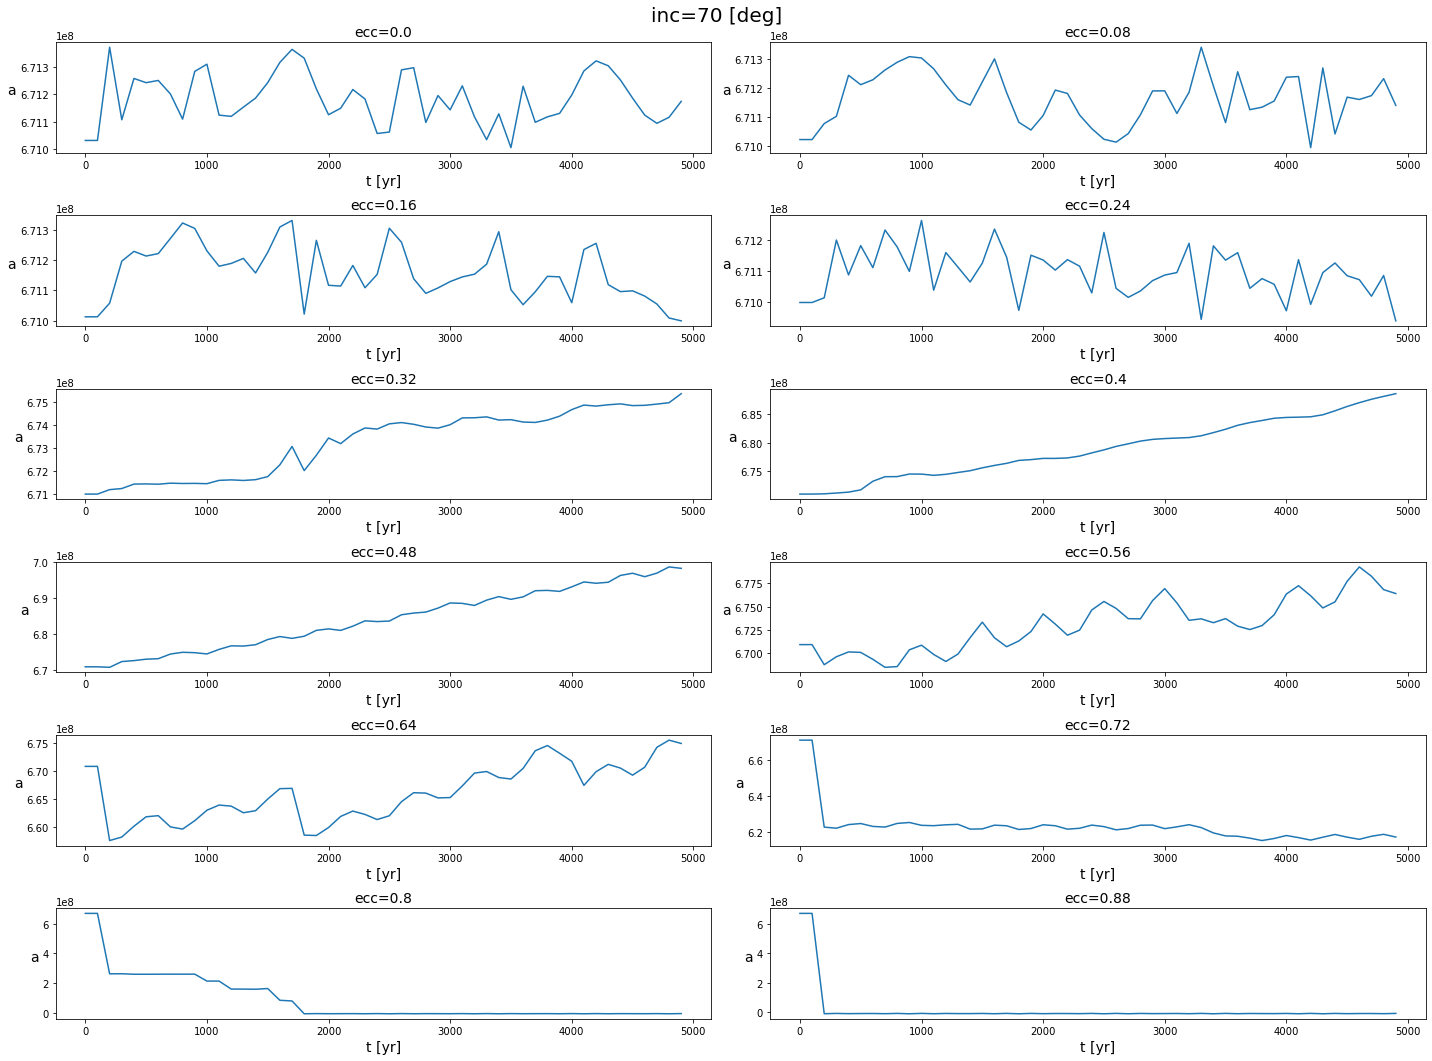 inc=70 [deg]
ecc=0.0
1e8
6.713
6.712
6.711
6.710
a
0 1000 2000 3000 4000 5000
t [yr]
ecc=0.08
1e8
6.713
6.712
6.711
6.710
a
0 1000 2000 3000 4000 5000
t [yr]
ecc=0.16
1e8
6.713
6.712
6.711
6.710
a
0 1000 2000 3000 4000 5000
t [yr]
ecc=0.24
1e8
6.712
6.711
6.710
a
0 1000 2000 3000 4000 5000
t [yr]
ecc=0.32
1e8
6.75
6.74
6.73
6.72
6.71
a
0 1000 2000 3000 4000 5000
t [yr]
ecc=0.4
1e8
6.85
6.80
6.75
a
0 1000 2000 3000 4000 5000
t [yr]
ecc=0.48
1e8
7.0
6.9
6.8
6.7
a
0 1000 2000 3000 4000 5000
t [yr]
ecc=0.56
1e8
6.775
6.750
6.725
6.700
a
0 1000 2000 3000 4000 5000
t [yr]
ecc=0.64
1e8
6.75
6.70
6.65
6.60
a
0 1000 2000 3000 4000 5000
t [yr]
ecc=0.72
1e8
6.6
6.4
6.2
a
0 1000 2000 3000 4000 5000
t [yr]
ecc=0.8
1e8
6
4
2
0
a
0 1000 2000 3000 4000 5000
t [yr]
ecc=0.88
1e8
6
4
2
0
a
0 1000 2000 3000 4000 5000
t [yr]